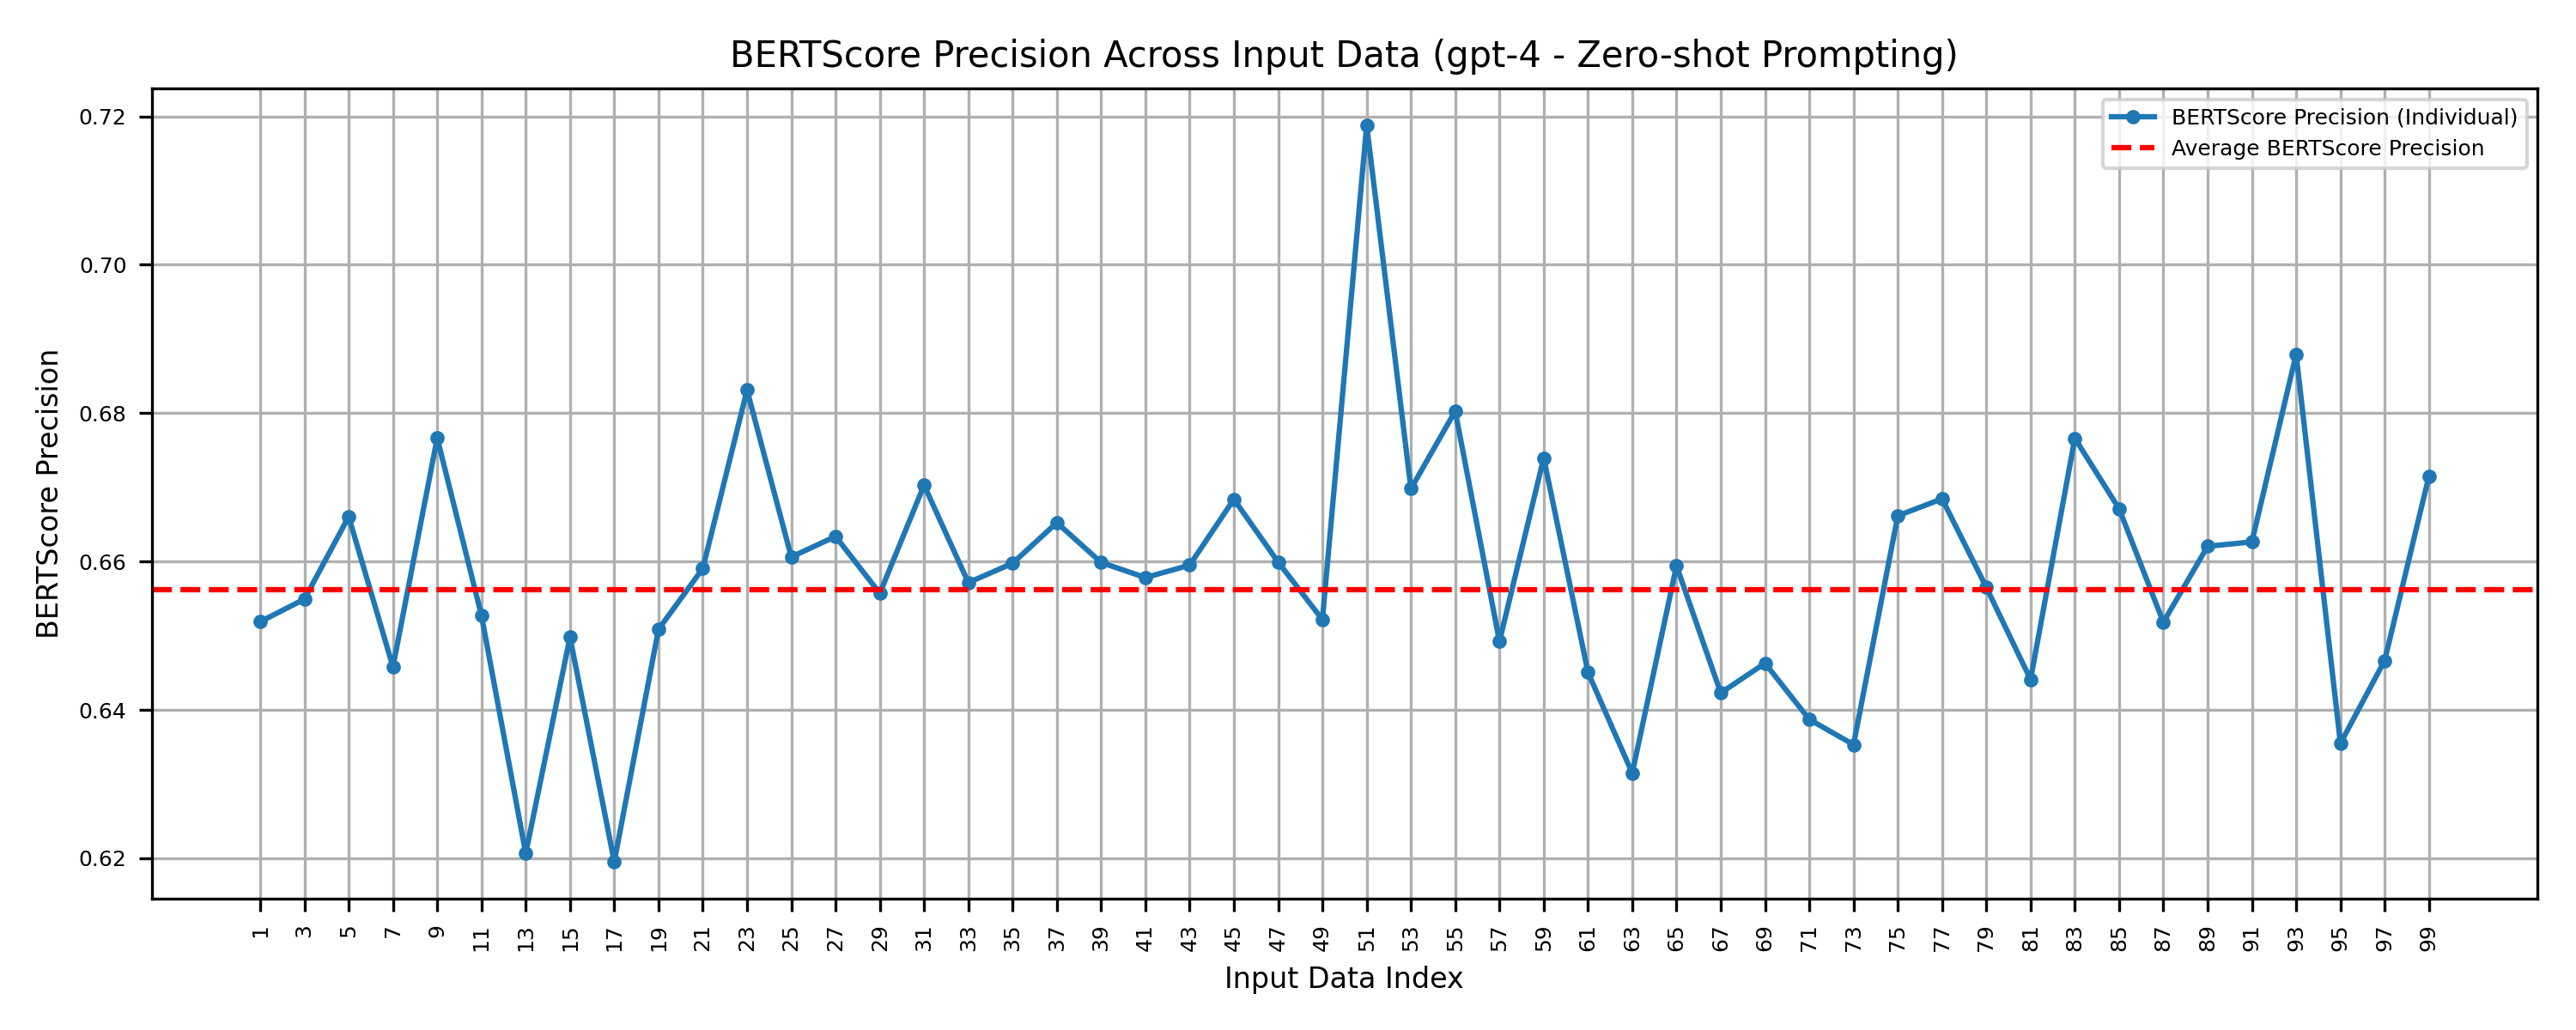 BERTScore Precision Across Input Data (gpt-4 - Zero-shot Prompting)
BERTScore Precision (Individual)
Average BERTScore Precision
BERTScore Precision
0.72
0.70
0.68
0.66
0.64
0.62
1 3 5 7 9 11 13 15 17 19 21 23 25 27 29 31 33 35 37 39 41 43 45 47 49 51 53 55 57 59 61 63 65 67 69 71 73 75 77 79 81 83 85 87 89 91 93 95 97 99
Input Data Index